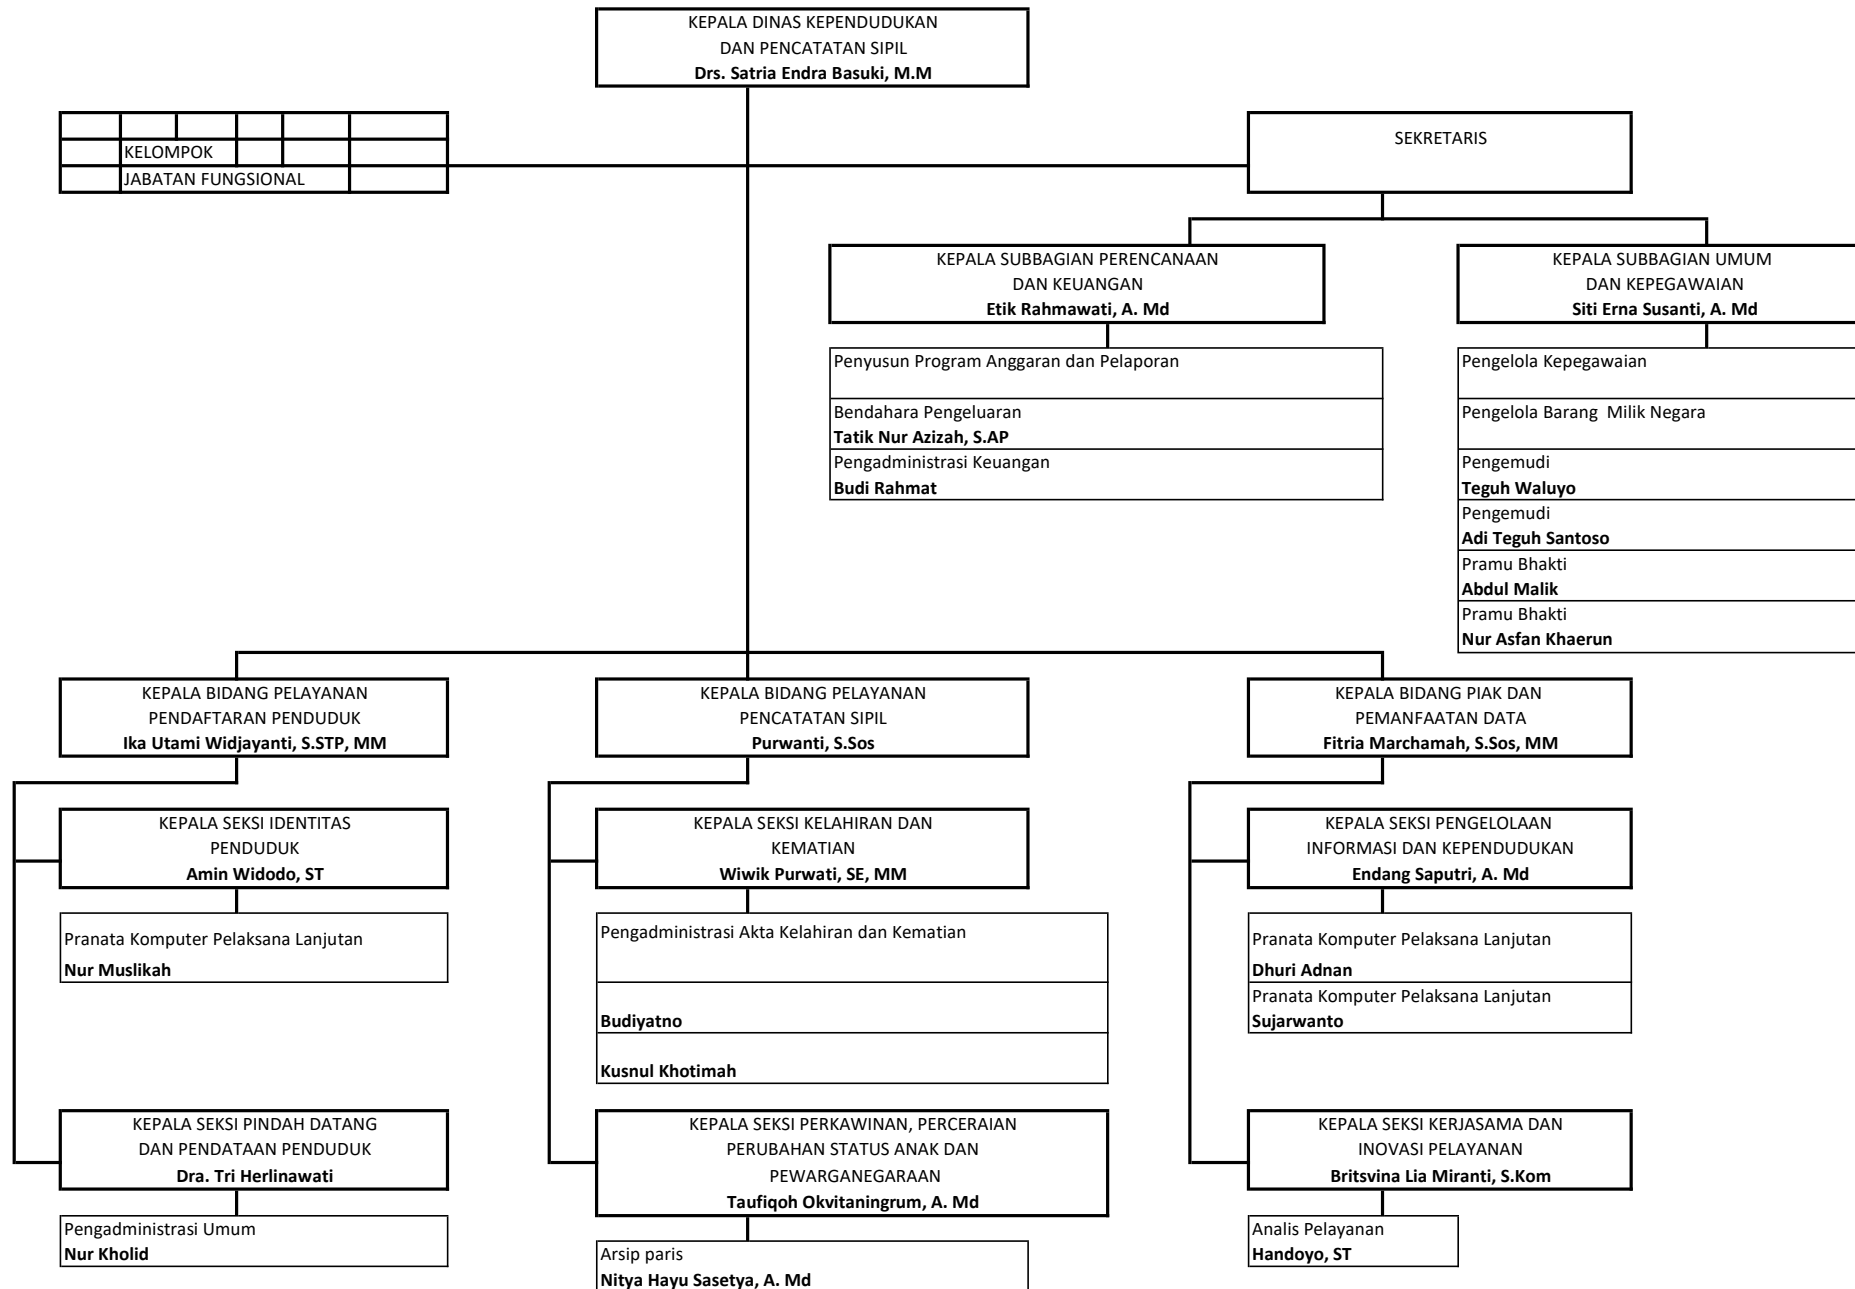 KEPALA DINAS KEPENDUDUKAN
DAN PENCATATAN SIPIL
Drs. Satria Endra Basuki, M.M
KELOMPOK
JABATAN FUNGSIONAL
SEKRETARIS
KEPALA SUBBAGIAN PERENCANAAN
DAN KEUANGAN
Etik Rahmawati, A. Md
Penyusun Program Anggaran dan Pelaporan
Bendahara Pengeluaran
Tatik Nur Azizah, S.AP
Pengadministrasi Keuangan
Budi Rahmat
KEPALA SUBBAGIAN UMUM
DAN KEPEGAWAIAN
Siti Erna Susanti, A. Md
Pengelola Kepegawaian
Pengelola Barang  Milik Negara
Pengemudi
Teguh Waluyo
Pengemudi
Adi Teguh Santoso
Pramu Bhakti
Abdul Malik
Pramu Bhakti
Nur Asfan Khaerun
KEPALA BIDANG PELAYANAN
PENDAFTARAN PENDUDUK
Ika Utami Widjayanti, S.STP, MM
KEPALA SEKSI IDENTITAS
PENDUDUK
Amin Widodo, ST
Pranata Komputer Pelaksana Lanjutan
Nur Muslikah
KEPALA SEKSI PINDAH DATANG
DAN PENDATAAN PENDUDUK
Dra. Tri Herlinawati
Pengadministrasi Umum
Nur Kholid
KEPALA BIDANG PELAYANAN
PENCATATAN SIPIL
Purwanti, S.Sos
KEPALA SEKSI KELAHIRAN DAN
KEMATIAN
Wiwik Purwati, SE, MM
Pengadministrasi Akta Kelahiran dan Kematian
Budiyatno
Kusnul Khotimah
KEPALA SEKSI PERKAWINAN, PERCERAIAN
PERUBAHAN STATUS ANAK DAN
PEWARGANEGARAAN
Taufiqoh Okvitaningrum, A. Md
Arsip paris
Nitya Hayu Sasetya, A. Md
KEPALA BIDANG PIAK DAN
PEMANFAATAN DATA
Fitria Marchamah, S.Sos, MM
KEPALA SEKSI PENGELOLAAN
INFORMASI DAN KEPENDUDUKAN
Endang Saputri, A. Md
Pranata Komputer Pelaksana Lanjutan
Dhuri Adnan
Pranata Komputer Pelaksana Lanjutan
Sujarwanto
KEPALA SEKSI KERJASAMA DAN
INOVASI PELAYANAN
Britsvina Lia Miranti, S.Kom
Analis Pelayanan
Handoyo, ST